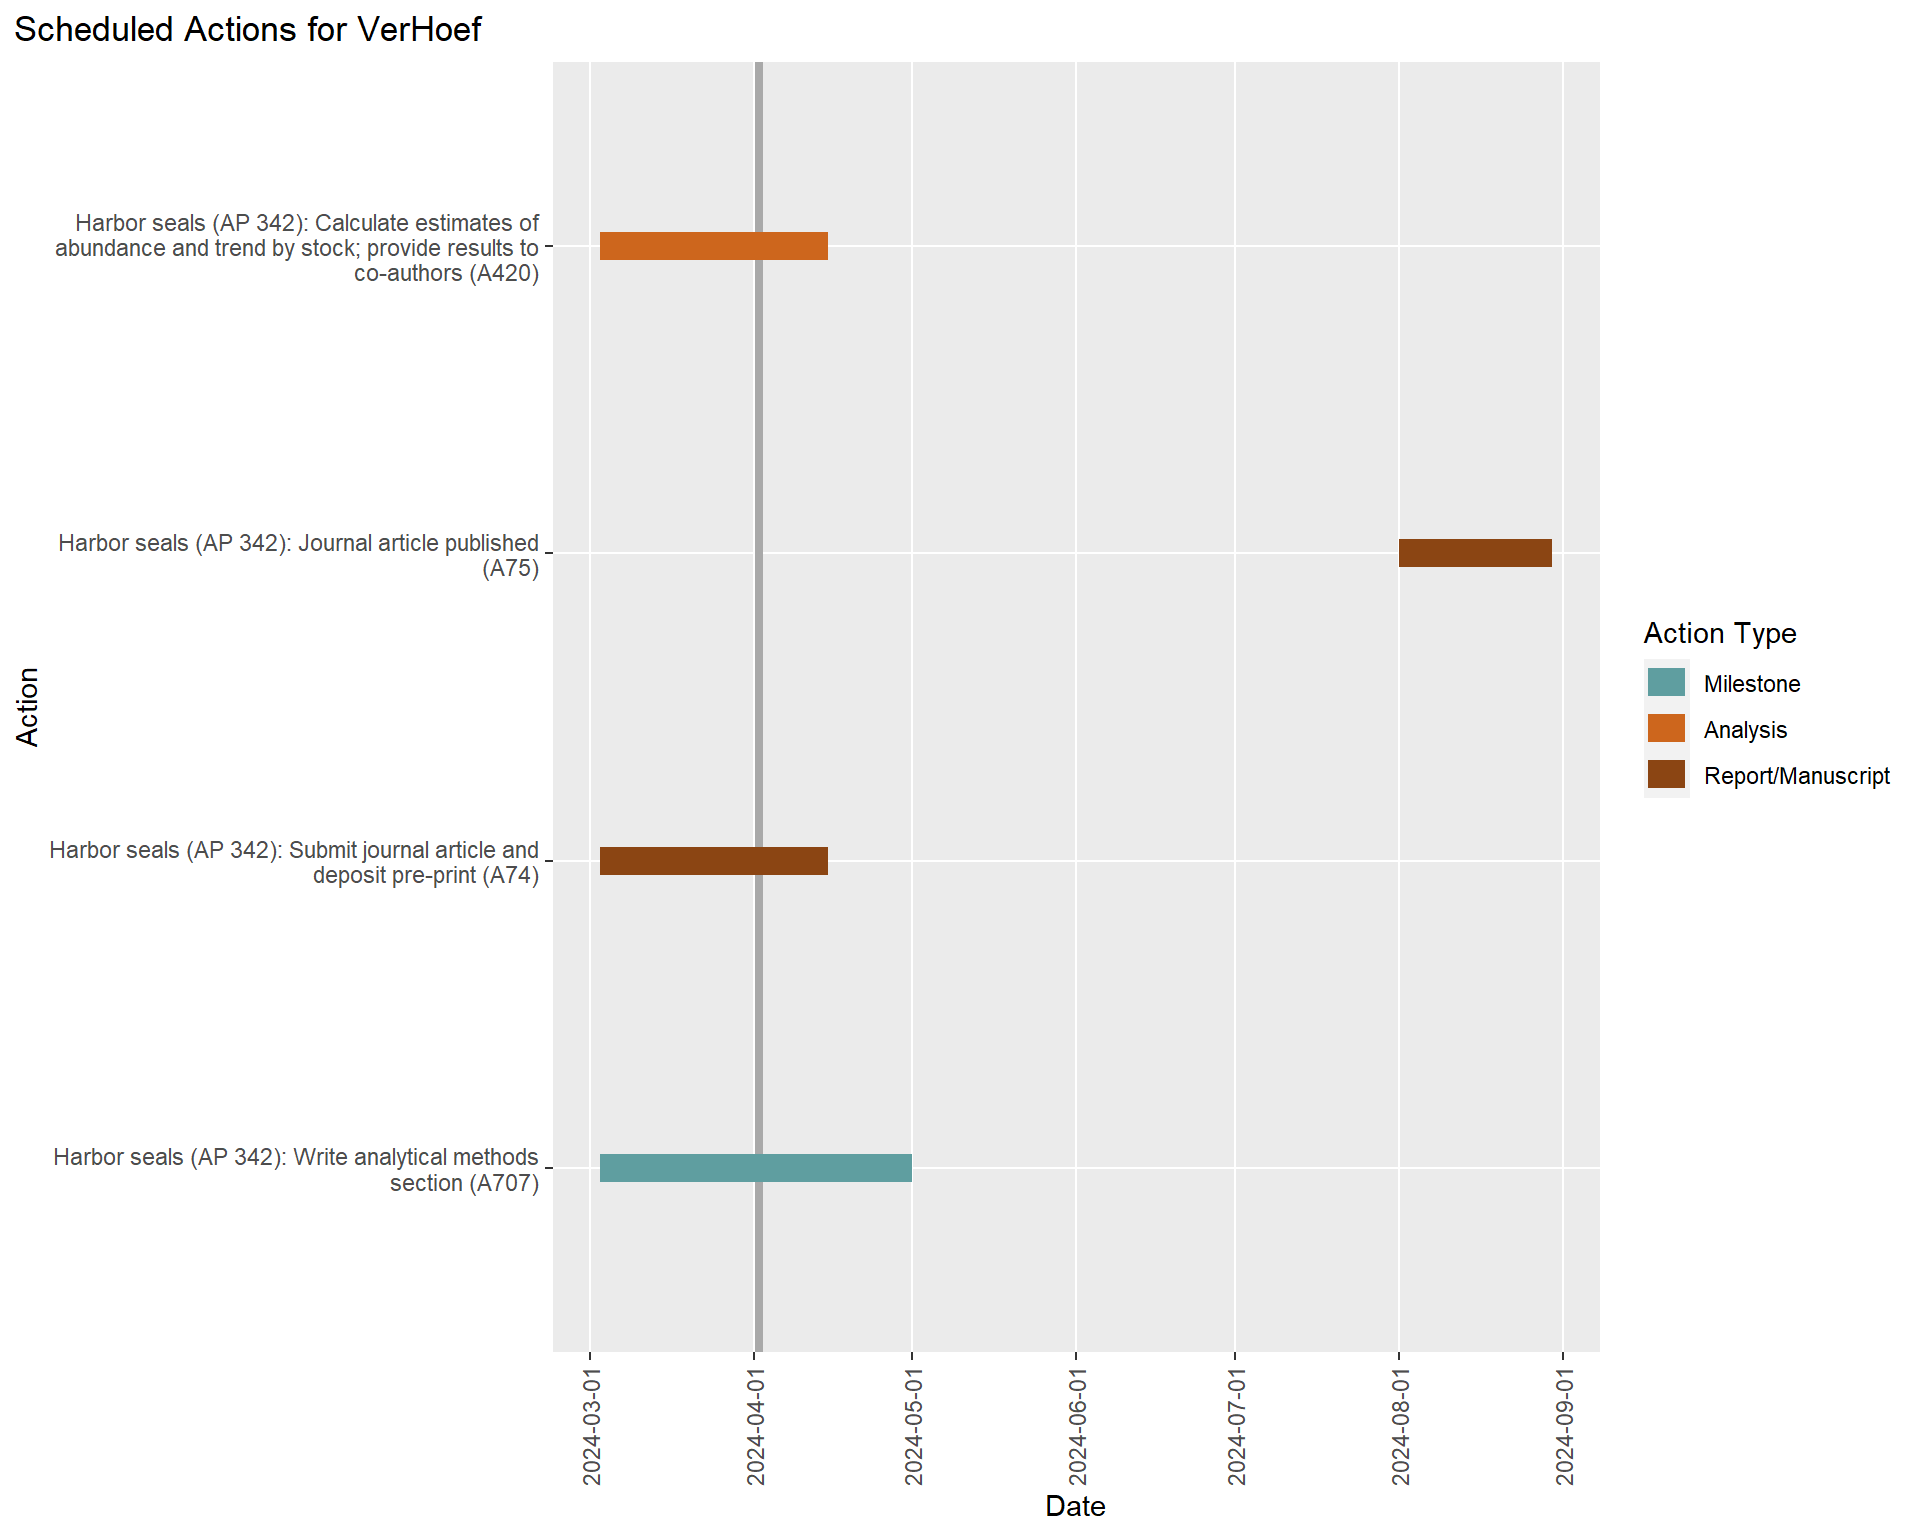 Scheduled Actions for VerHoef
Harbor seals (AP 342): Calculate estimates of
abundance and trend by stock; provide results to
co-authors (A420)
Harbor seals (AP 342): Journal article published
(A75)
Harbor seals (AP 342): Submit journal article and
deposit pre-print (A74)
Harbor seals (AP 342): Write analytical methods
section (A707)
Action
2024-03-01
2024-04-01
2024-05-01
2024-06-01
2024-07-01
2024-08-01
2024-09-01
Date
Action Type
Milestone
Analysis
Report/Manuscript